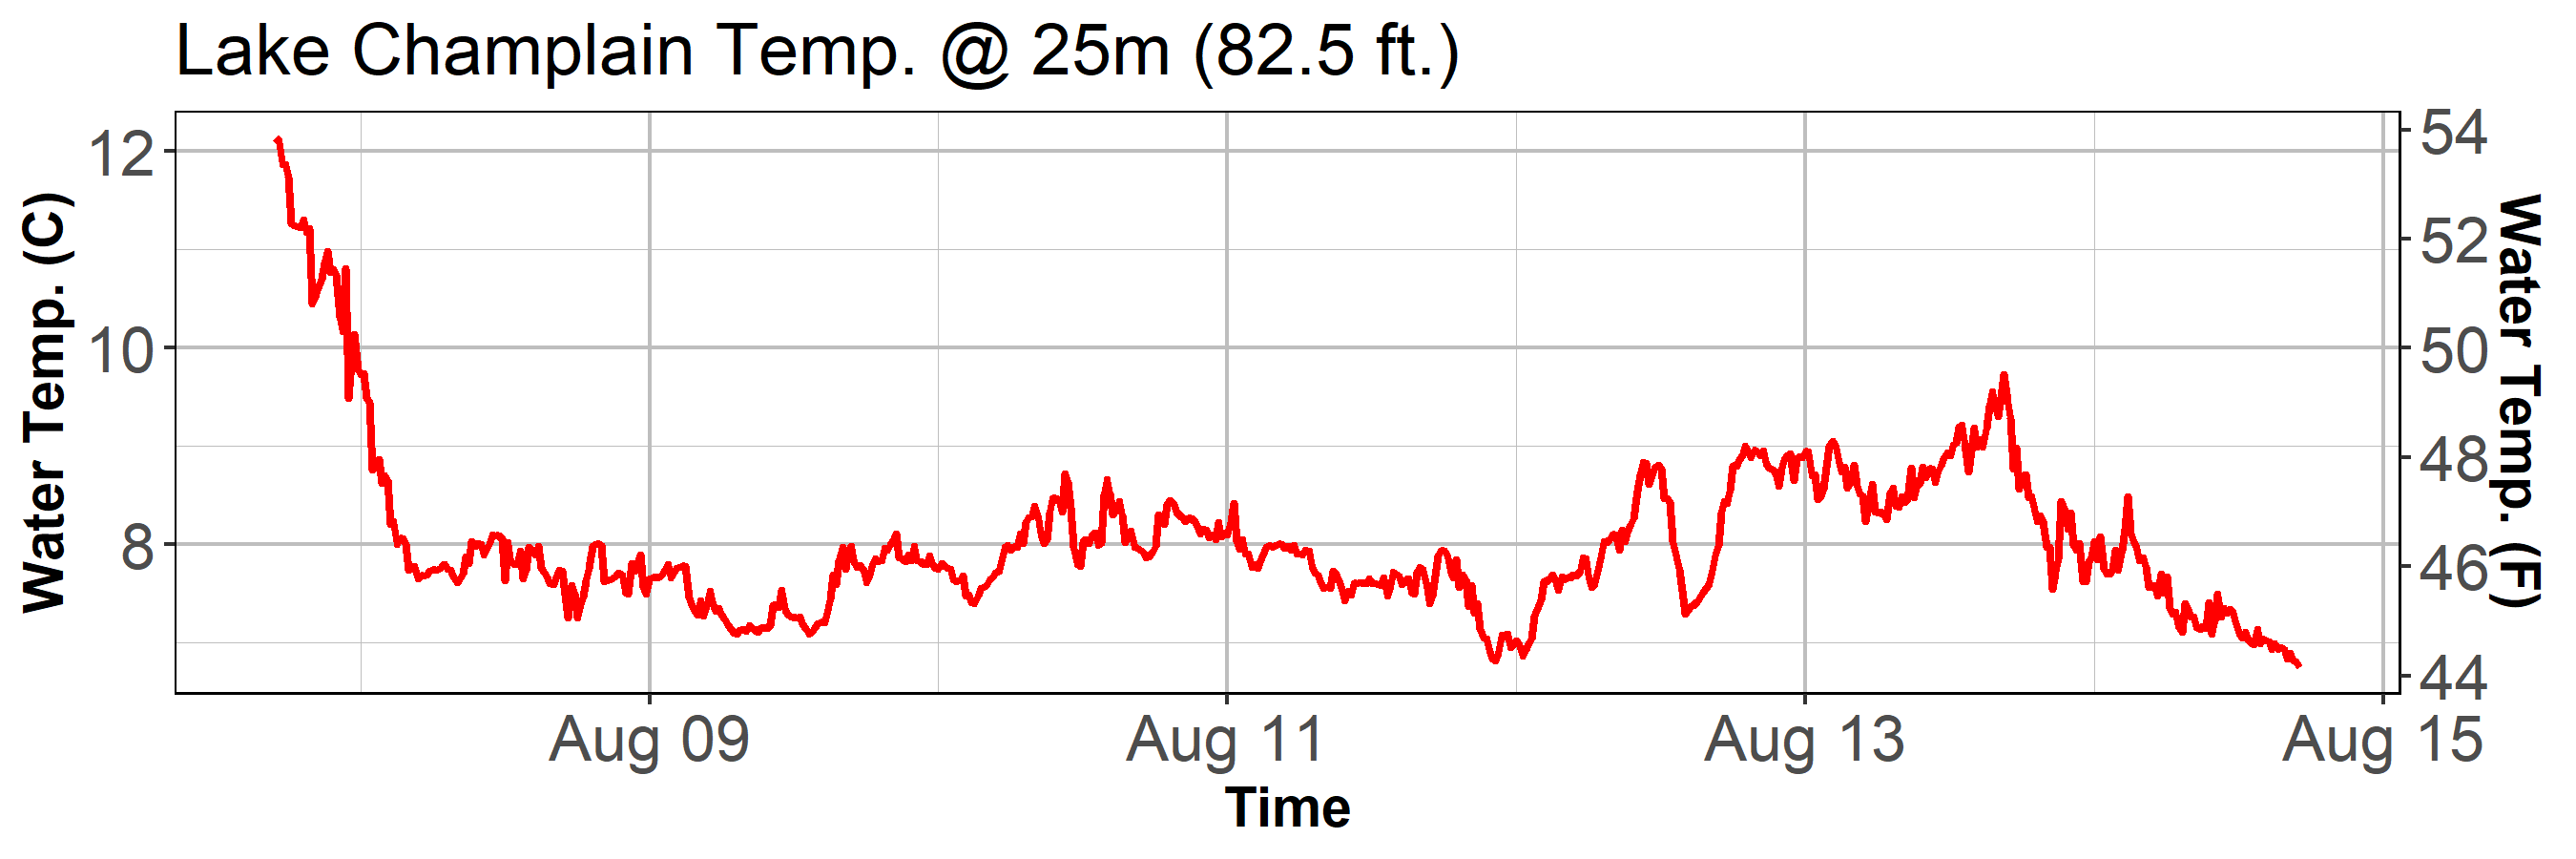 Lake Champlain Temp. @ 25m (82.5 ft.)
Water Temp. (C)
12
10
8
54
52
50
48
46
44
Water Temp. (F)
Aug 09
Aug 11
Aug 13
Aug 15
Time